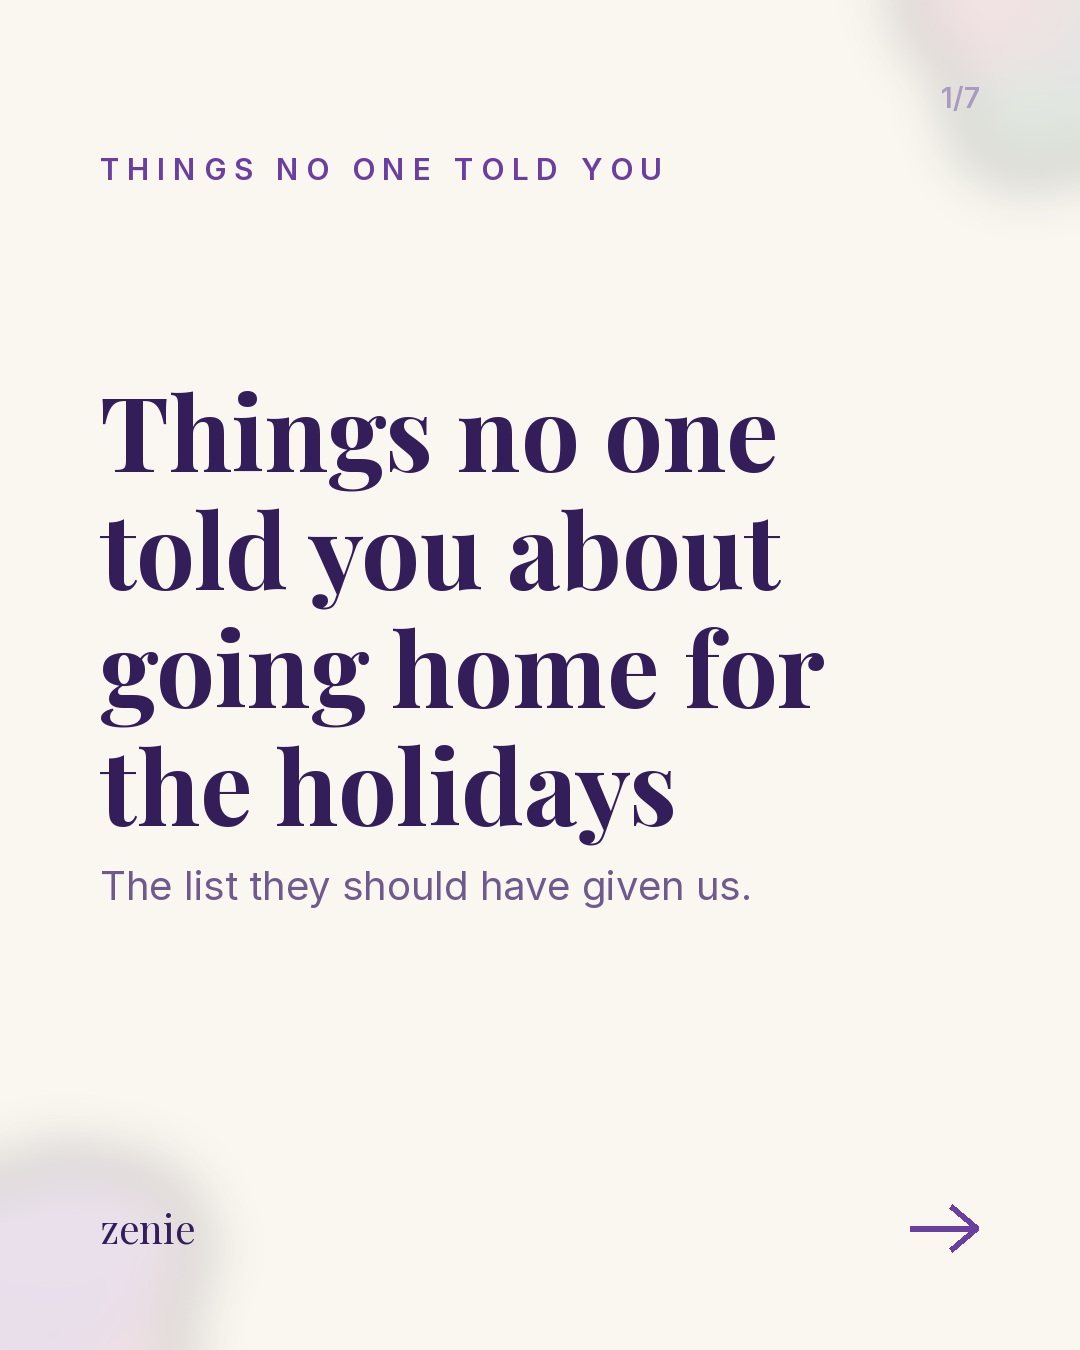 1/7
THINGS NO ONE TOLD YOU
Things no one
told you about
going home for
the holidays
The list they should have given us.
zenie